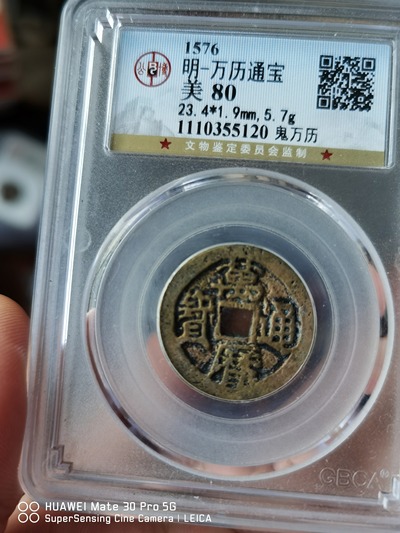 1576
明-万历通宝
美 80
23.4*1.9mm,5.7g
1110355120 鬼万历
★ 文物鉴定委员会监制 ★
萬
寶 通
曆
GBCA
HUAWEI Mate 30 Pro 5G
SuperSensing Cine Camera | LEICA